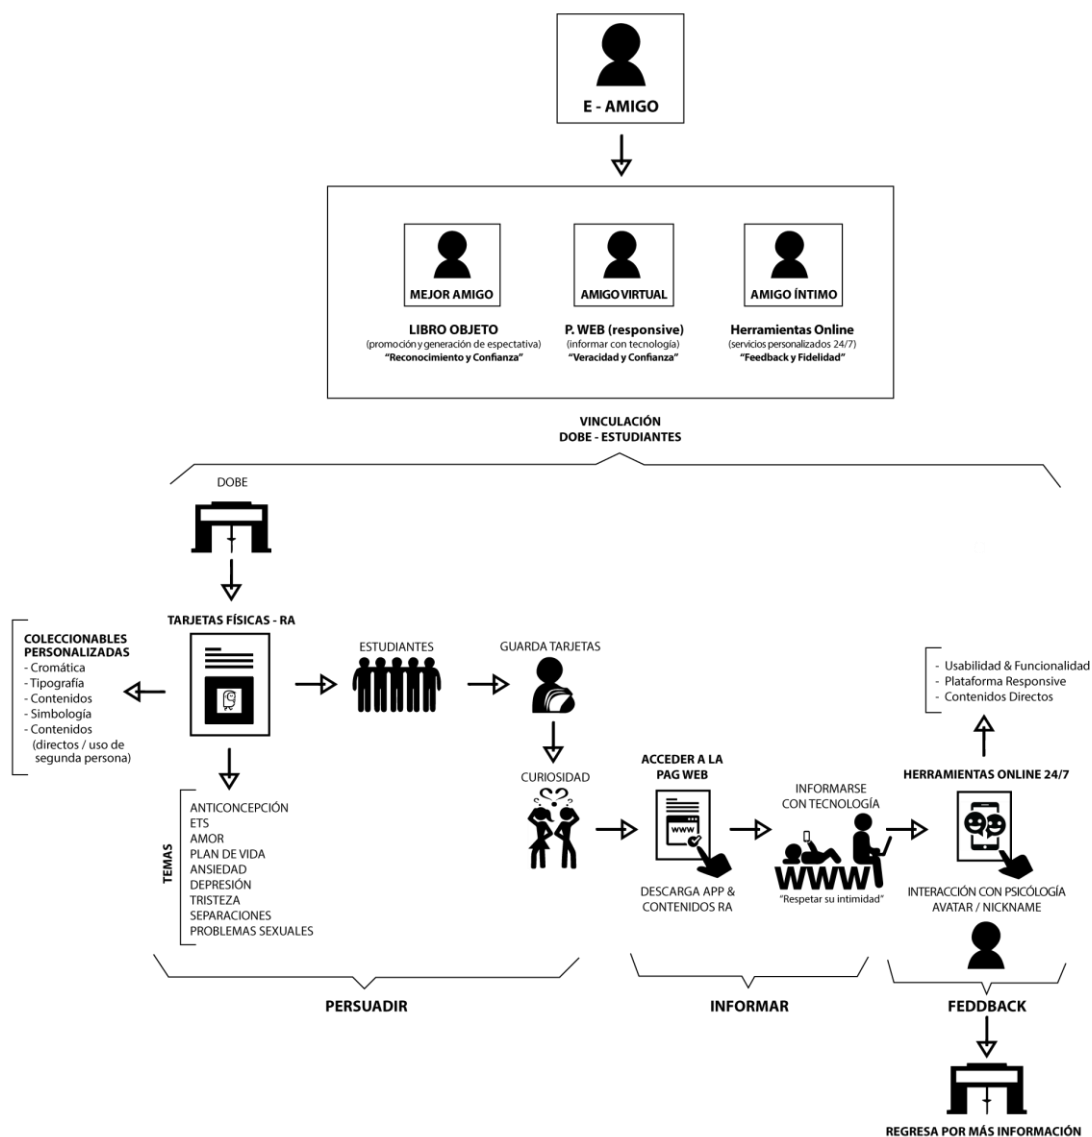 E - AMIGO
MEJOR AMIGO
LIBRO OBJETO
(promoción y generación de espectativa)
“Reconocimiento y Confianza”
AMIGO VIRTUAL
P. WEB (responsive)
(informar con tecnología)
“Veracidad y Confianza”
AMIGO ÍNTIMO
Herramientas Online
(servicios personalizados 24/7)
“Feedback y Fidelidad”
VINCULACIÓN
DOBE - ESTUDIANTES
DOBE
TARJETAS FÍSICAS - RA
COLECCIONABLES
PERSONALIZADAS
- Cromática
- Tipografía
- Contenidos
- Simbología
- Contenidos
(directos / uso de
segunda persona)
TEMAS
ANTICONCEPCIÓN
ETS
AMOR
PLAN DE VIDA
ANSIEDAD
DEPRESIÓN
TRISTEZA
SEPARACIONES
PROBLEMAS SEXUALES
ESTUDIANTES
GUARDA TARJETAS
CURIOSIDAD
??
PERSUADIR
ACCEDER A LA
PAG WEB
www
DESCARGA APP &
CONTENIDOS RA
INFORMARSE
CON TECNOLOGÍA
WWW
“Respetar su intimidad”
INFORMAR
- Usabilidad & Funcionalidad
- Plataforma Responsive
- Contenidos Directos
HERRAMIENTAS ONLINE 24/7
INTERACCIÓN CON PSICÓLOGÍA
AVATAR / NICKNAME
FEDDBACK
REGRESA POR MÁS INFORMACIÓN